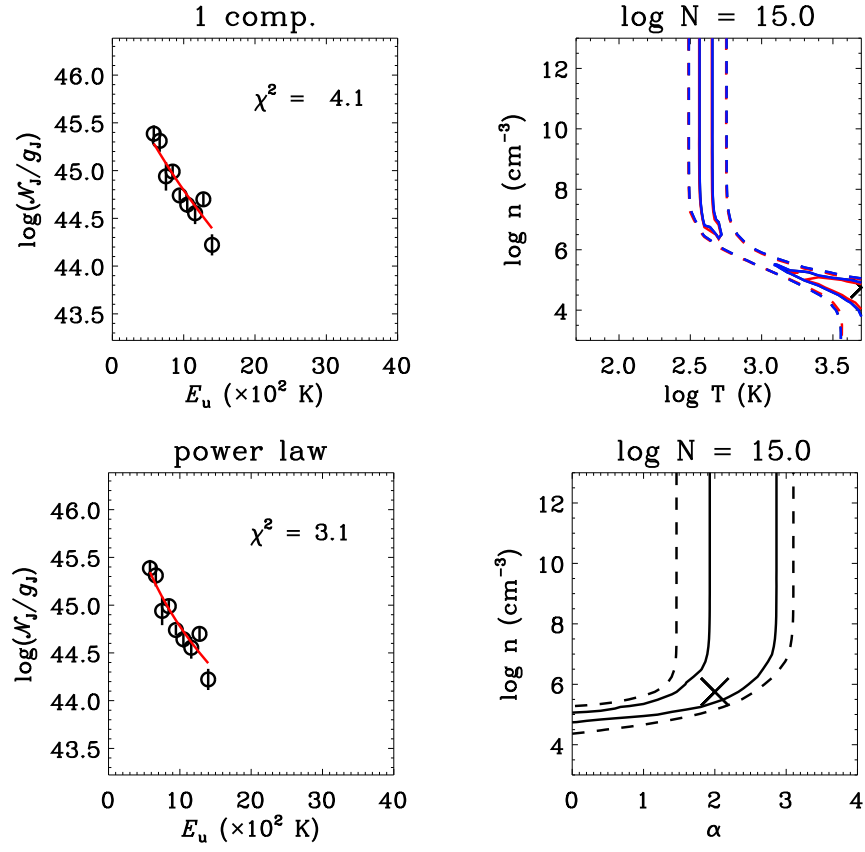 1 comp.
log(𝒩J/gJ)
46.0
45.5
45.0
44.5
44.0
43.5
χ² = 4.1
0 10 20 30 40
Eu (×10² K)
log N = 15.0
log n (cm⁻³)
12
10
8
6
4
2.0 2.5 3.0 3.5
log T (K)
power law
log(𝒩J/gJ)
46.0
45.5
45.0
44.5
44.0
43.5
χ² = 3.1
0 10 20 30 40
Eu (×10² K)
log N = 15.0
log n (cm⁻³)
12
10
8
6
4
0 1 2 3 4
α